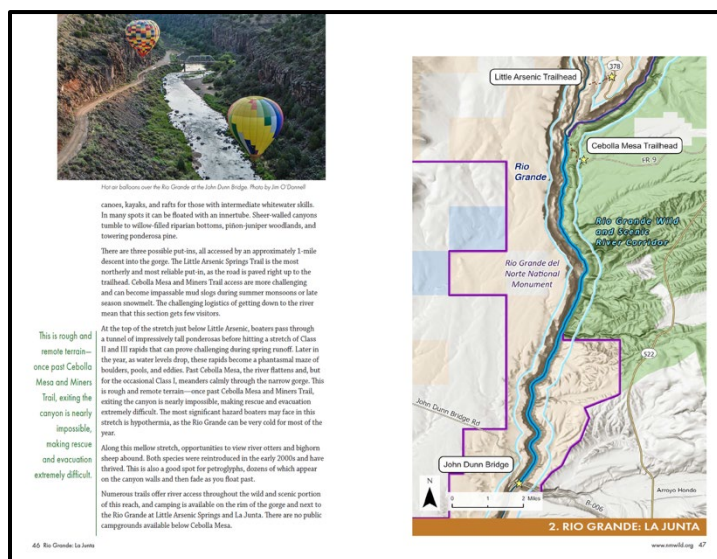 Hot air balloons over the Rio Grande at the John Dunn Bridge. Photo by Jim O'Donnell
canoes, kayaks, and rafts for those with intermediate whitewater skills.
In many spots it can be floated with an innertube. Sheer-walled canyons
tumble to willow-filled riparian bottoms, piñon-juniper woodlands, and
towering ponderosa pine.
There are three possible put-ins, all accessed by an approximately 1-mile
descent into the gorge. The Little Arsenic Springs Trail is the most
northerly and most reliable put-in, as the road is paved right up to the
trailhead. Cebolla Mesa and Miners Trail access are more challenging
and can become impassable mud slogs during summer monsoons or late
season snowmelt. The challenging logistics of getting down to the river
mean that this section gets few visitors.
At the top of the stretch just below Little Arsenic, boaters pass through
a tunnel of impressively tall ponderosas before hitting a stretch of Class
II and III rapids that can prove challenging during spring runoff. Later in
the year, as water levels drop, these rapids become a phantasmal maze of
boulders, pools, and eddies. Past Cebolla Mesa, the river flattens and, but
for the occasional Class I, meanders calmly through the narrow gorge. This
is rough and remote terrain—once past Cebolla Mesa and Miners Trail,
exiting the canyon is nearly impossible, making rescue and evacuation
extremely difficult. The most significant hazard boaters may face in this
stretch is hypothermia, as the Rio Grande can be very cold for most of the
year.
Along this mellow stretch, opportunities to view river otters and bighorn
sheep abound. Both species were reintroduced in the early 2000s and have
thrived. This is also a good spot for petroglyphs, dozens of which appear
on the canyon walls and then fade as you float past.
Numerous trails offer river access throughout the wild and scenic portion
of this reach, and camping is available on the rim of the gorge and next to
the Rio Grande at Little Arsenic Springs and La Junta. There are no public
campgrounds available below Cebolla Mesa.
This is rough and
remote terrain—
once past Cebolla
Mesa and Miners
Trail, exiting the
canyon is nearly
impossible,
making rescue
and evacuation
extremely difficult.
46 Rio Grande: La Junta
378
Little Arsenic Trailhead
Cebolla Mesa Trailhead
FR 9
Rio
Grande
Rio Grande Wild
and Scenic
River Corridor
Rio Grande del
Norte National
Monument
522
John Dunn Bridge Rd
John Dunn Bridge
N
0 1 2 Miles
B-006
Arroyo Hondo
2. RIO GRANDE: LA JUNTA
www.nmwild.org 47